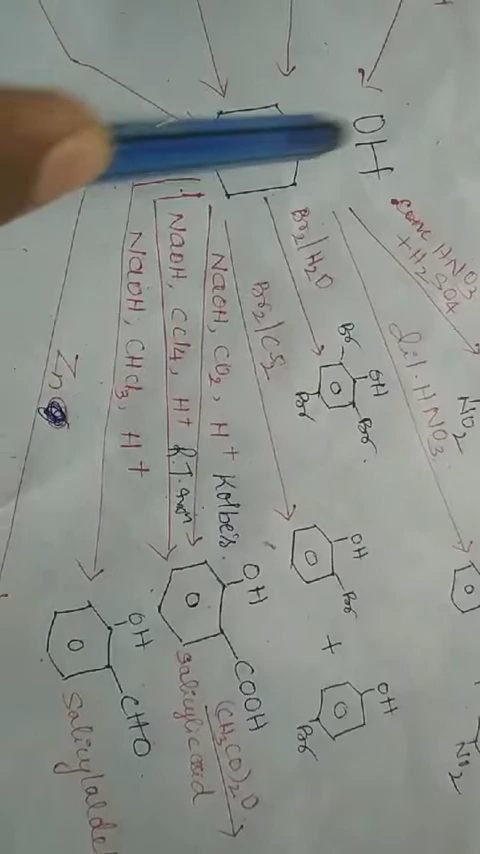 OH
conc HNO3
+ H2SO4
dil. HNO3
NO2
Br2/H2O
Br
OH
Br
Br.
Br2/CS2
OH
Br
+
OH
Br
NO2
NaOH, CO2, H+ Kolbe's.
NaOH, CCl4, H+ R.T.
OH
COOH
Salicylic acid
(CH3CO)2O
NaOH, CHCl3, H+
OH
CHO.
Salicylalde
Zn